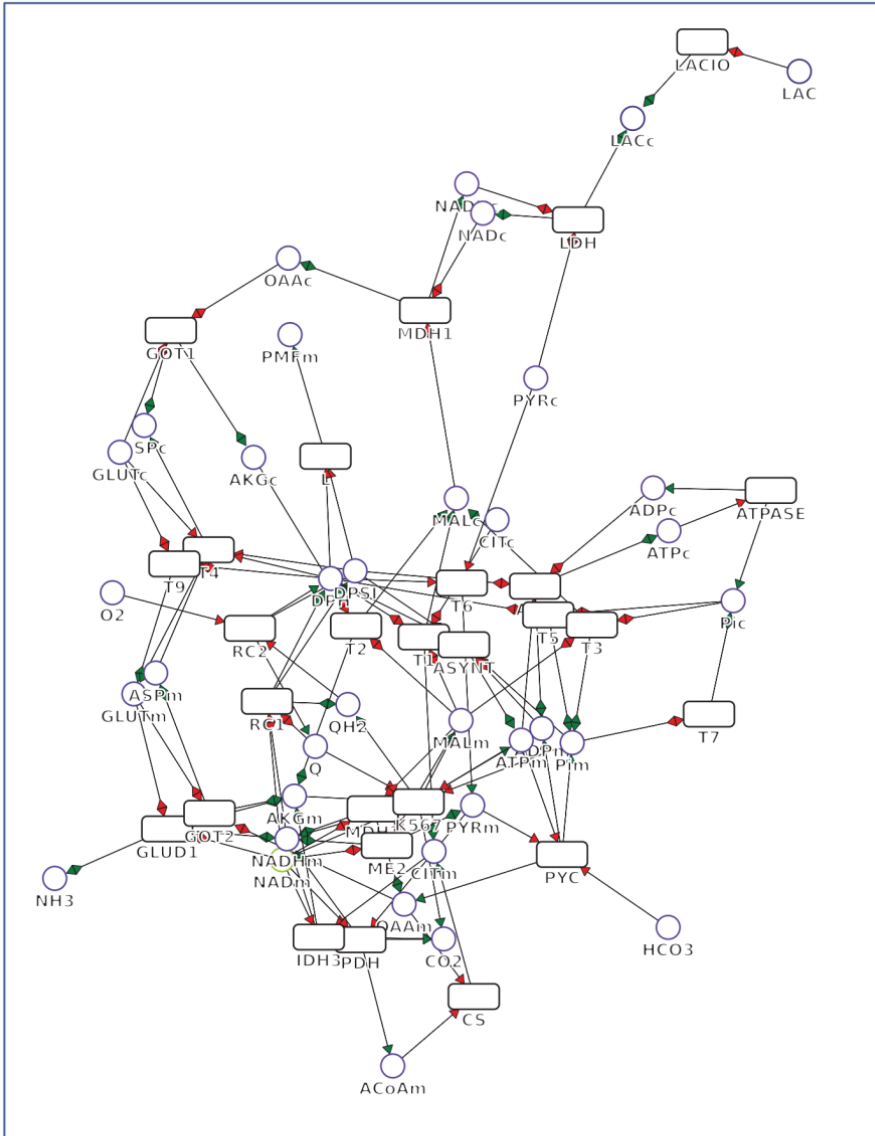 LACIO
LAC
LACc
NADc
LDH
OAAc
MDH1
GOT1
PMFm
PYRc
SPc
GLUTc
AKGc
L
MALc
CITc
ADPc
ATPASE
ATPc
T9
T4
DPSI
T6
O2
RC2
T2
T1
ASYNT
T5
T3
Pic
ASPm
GLUTm
RC1
QH2
MALm
T7
Q
ATPm
ADPm
Pim
AKGm
K567
PYRm
GOT2
GLUD1
NADHm
ME2
NADm
CITm
PYC
NH3
OAAm
HCO3
IDH3
PDH
CO2
CS
ACoAm